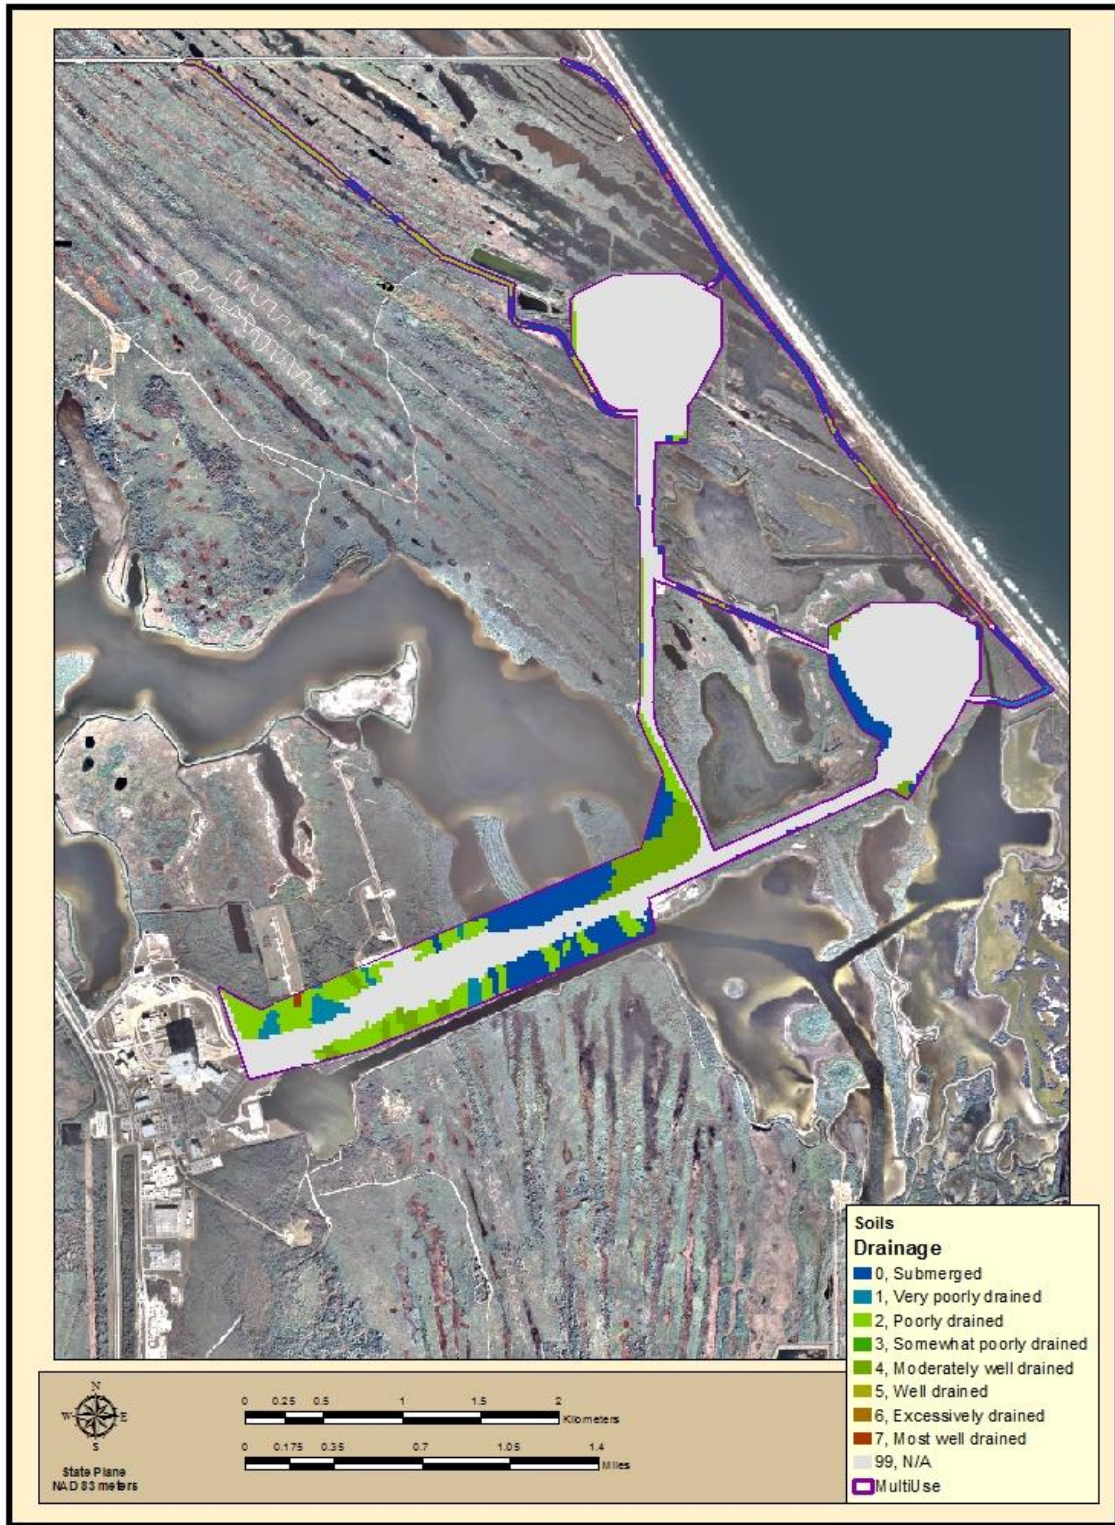 Soils
Drainage
0, Submerged
1, Very poorly drained
2, Poorly drained
3, Somewhat poorly drained
4, Moderately well drained
5, Well drained
6, Excessively drained
7, Most well drained
99, N/A
MultiUse
N
W E
S
State Plane
NAD 83 meters
0 0.25 0.5 1 1.5 2
Kilometers
0 0.175 0.35 0.7 1.05 1.4
Miles